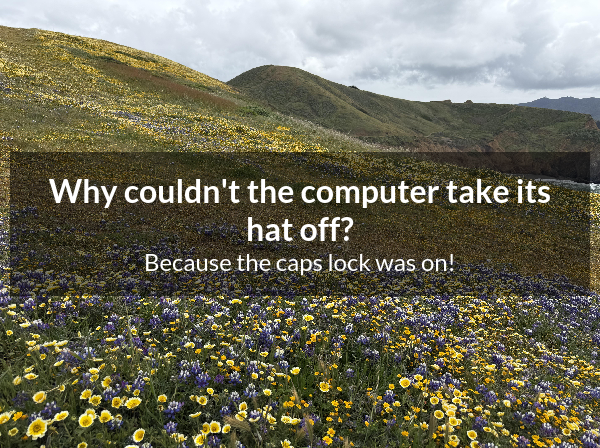 Why couldn't the computer take its
hat off?
Because the caps lock was on!